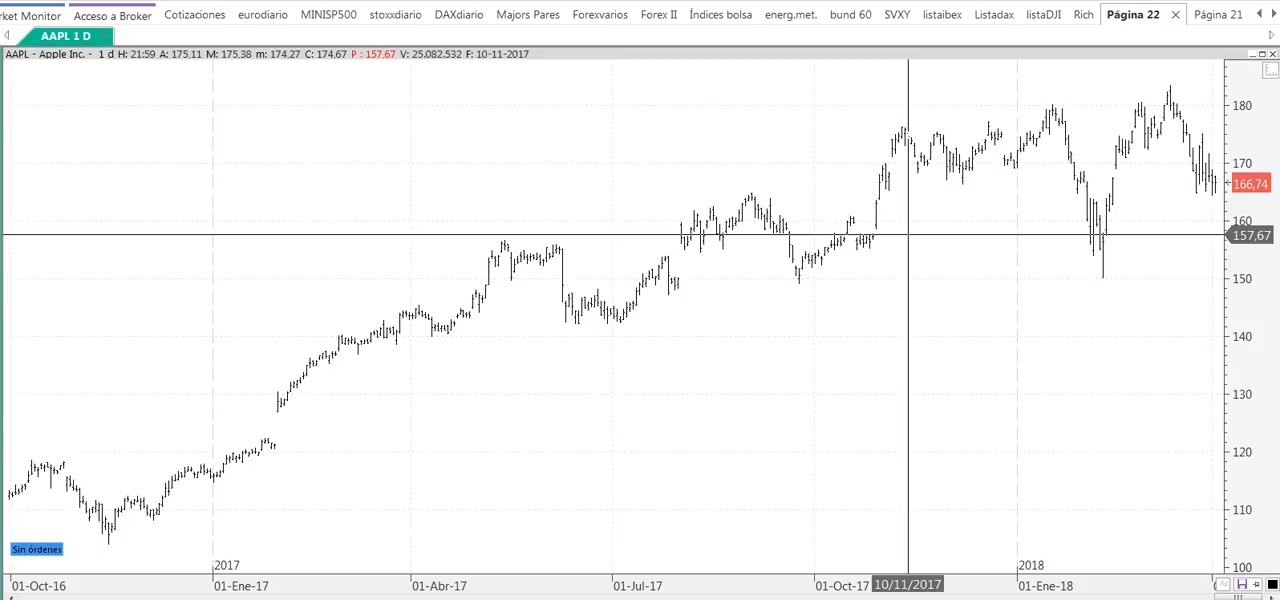 rket Monitor Acceso a Broker Cotizaciones eurodiario MINISP500 stoxxdiario DAXdiario Majors Pares Forexvarios Forex II Índices bolsa energ.met. bund 60 SVXY listaibex Listadax listaDJI Rich Página 22 Página 21
AAPL 1 D
AAPL - Apple Inc. - 1 d H: 21:59 A: 175,11 M: 175,38 m: 174,27 C: 174,67 P : 157.67 V: 25.082.532 F: 10-11-2017
180
170
166,74
160
157,67
150
140
130
120
110
Sin órdenes
2017 2018 100
01-Oct-16 01-Ene-17 01-Abr-17 01-Jul-17 01-Oct-17 10/11/2017 01-Ene-18